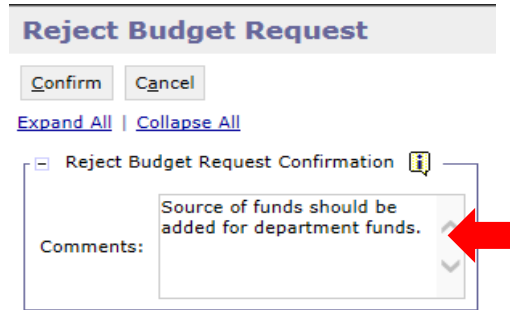 Reject Budget Request
Confirm Cancel
Expand All | Collapse All
Reject Budget Request Confirmation
Source of funds should be
added for department funds.
Comments: